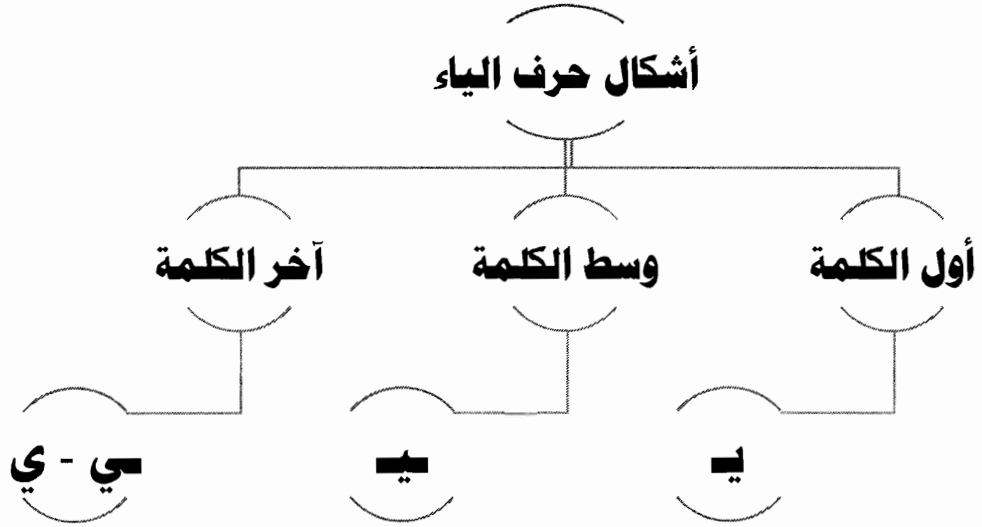 أشكال حرف الياء
أول الكلمة
وسط الكلمة
آخر الكلمة
يـ
ـيـ
ـي - ي